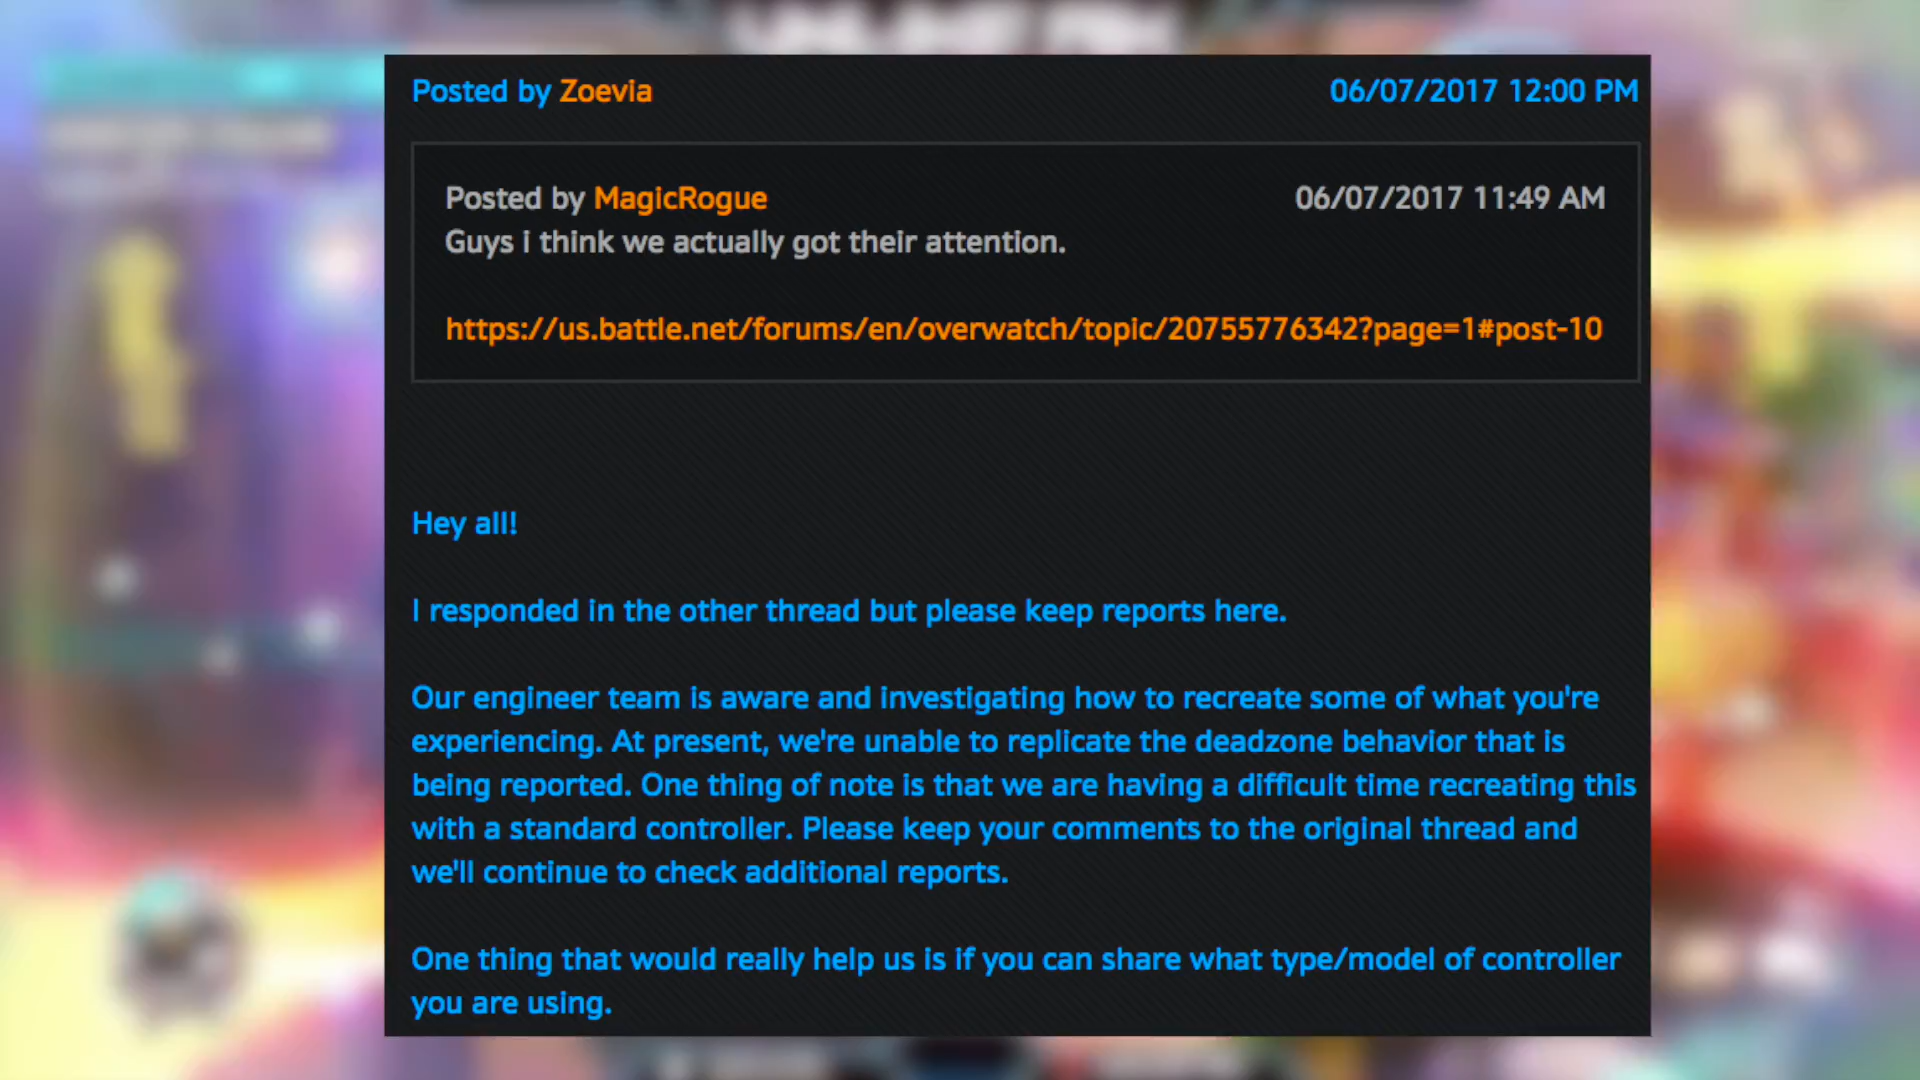 Posted by Zoevia 06/07/2017 12:00 PM
Posted by MagicRogue 06/07/2017 11:49 AM
Guys i think we actually got their attention.
https://us.battle.net/forums/en/overwatch/topic/20755776342?page=1#post-10
Hey all!
I responded in the other thread but please keep reports here.
Our engineer team is aware and investigating how to recreate some of what you're
experiencing. At present, we're unable to replicate the deadzone behavior that is
being reported. One thing of note is that we are having a difficult time recreating this
with a standard controller. Please keep your comments to the original thread and
we'll continue to check additional reports.
One thing that would really help us is if you can share what type/model of controller
you are using.